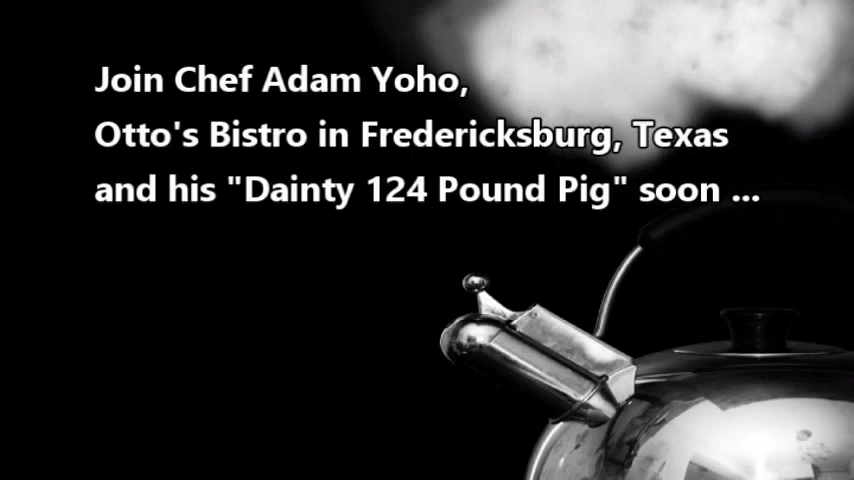 Join Chef Adam Yoho,
Otto's Bistro in Fredericksburg, Texas
and his "Dainty 124 Pound Pig" soon ...